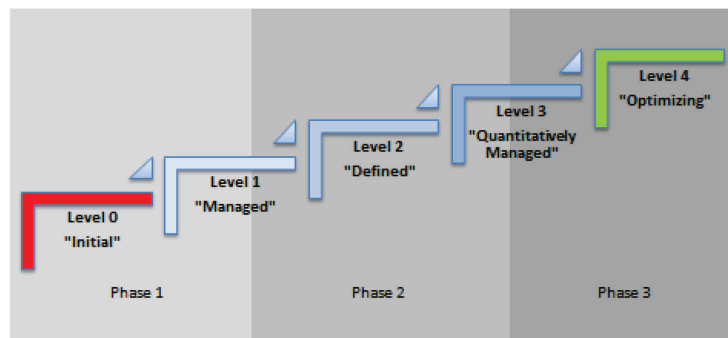 Level 0
"Initial"
Level 1
"Managed"
Level 2
"Defined"
Level 3
"Quantitatively
Managed"
Level 4
"Optimizing"
Phase 1
Phase 2
Phase 3